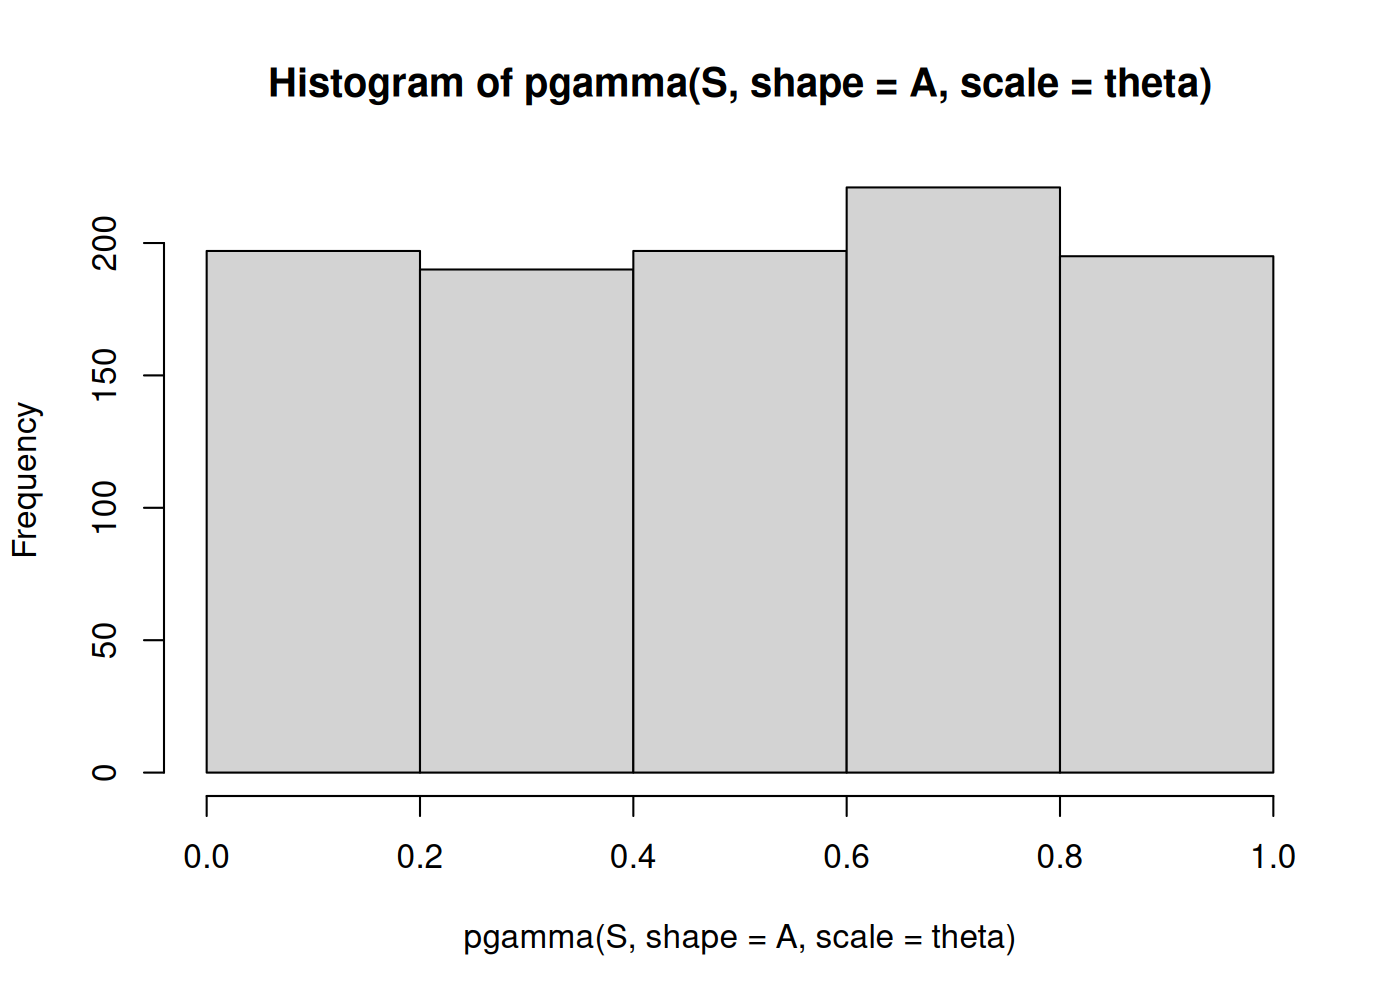 Histogram of pgamma(S, shape = A, scale = theta)
Frequency
200
150
100
50
0
0.0 0.2 0.4 0.6 0.8 1.0
pgamma(S, shape = A, scale = theta)